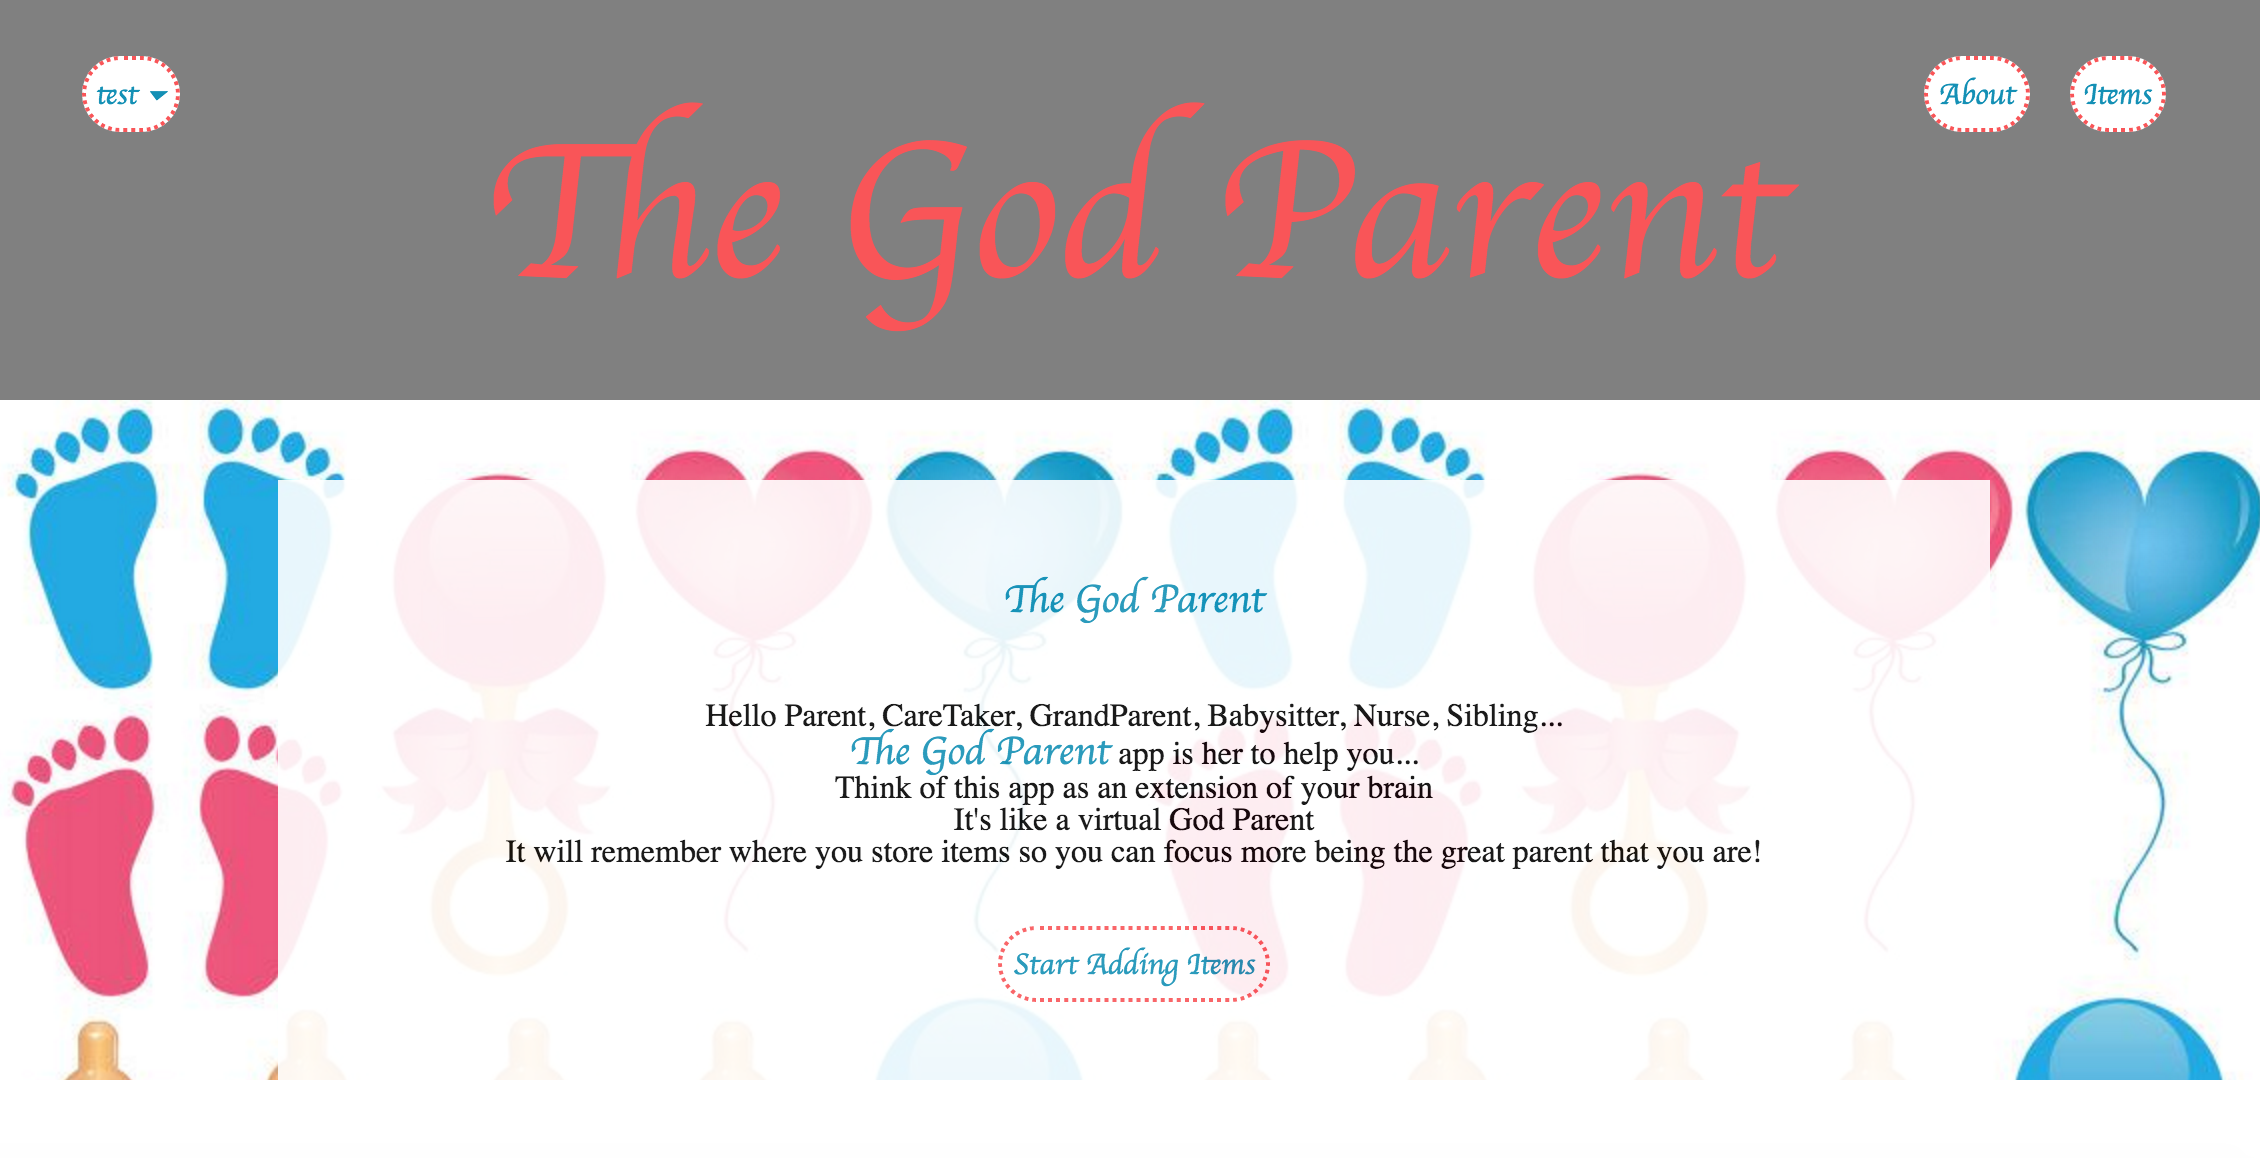 test
About
Items
The God Parent
The God Parent
Hello Parent, CareTaker, GrandParent, Babysitter, Nurse, Sibling...
The God Parent app is her to help you...
Think of this app as an extension of your brain
It's like a virtual God Parent
It will remember where you store items so you can focus more being the great parent that you are!
Start Adding Items